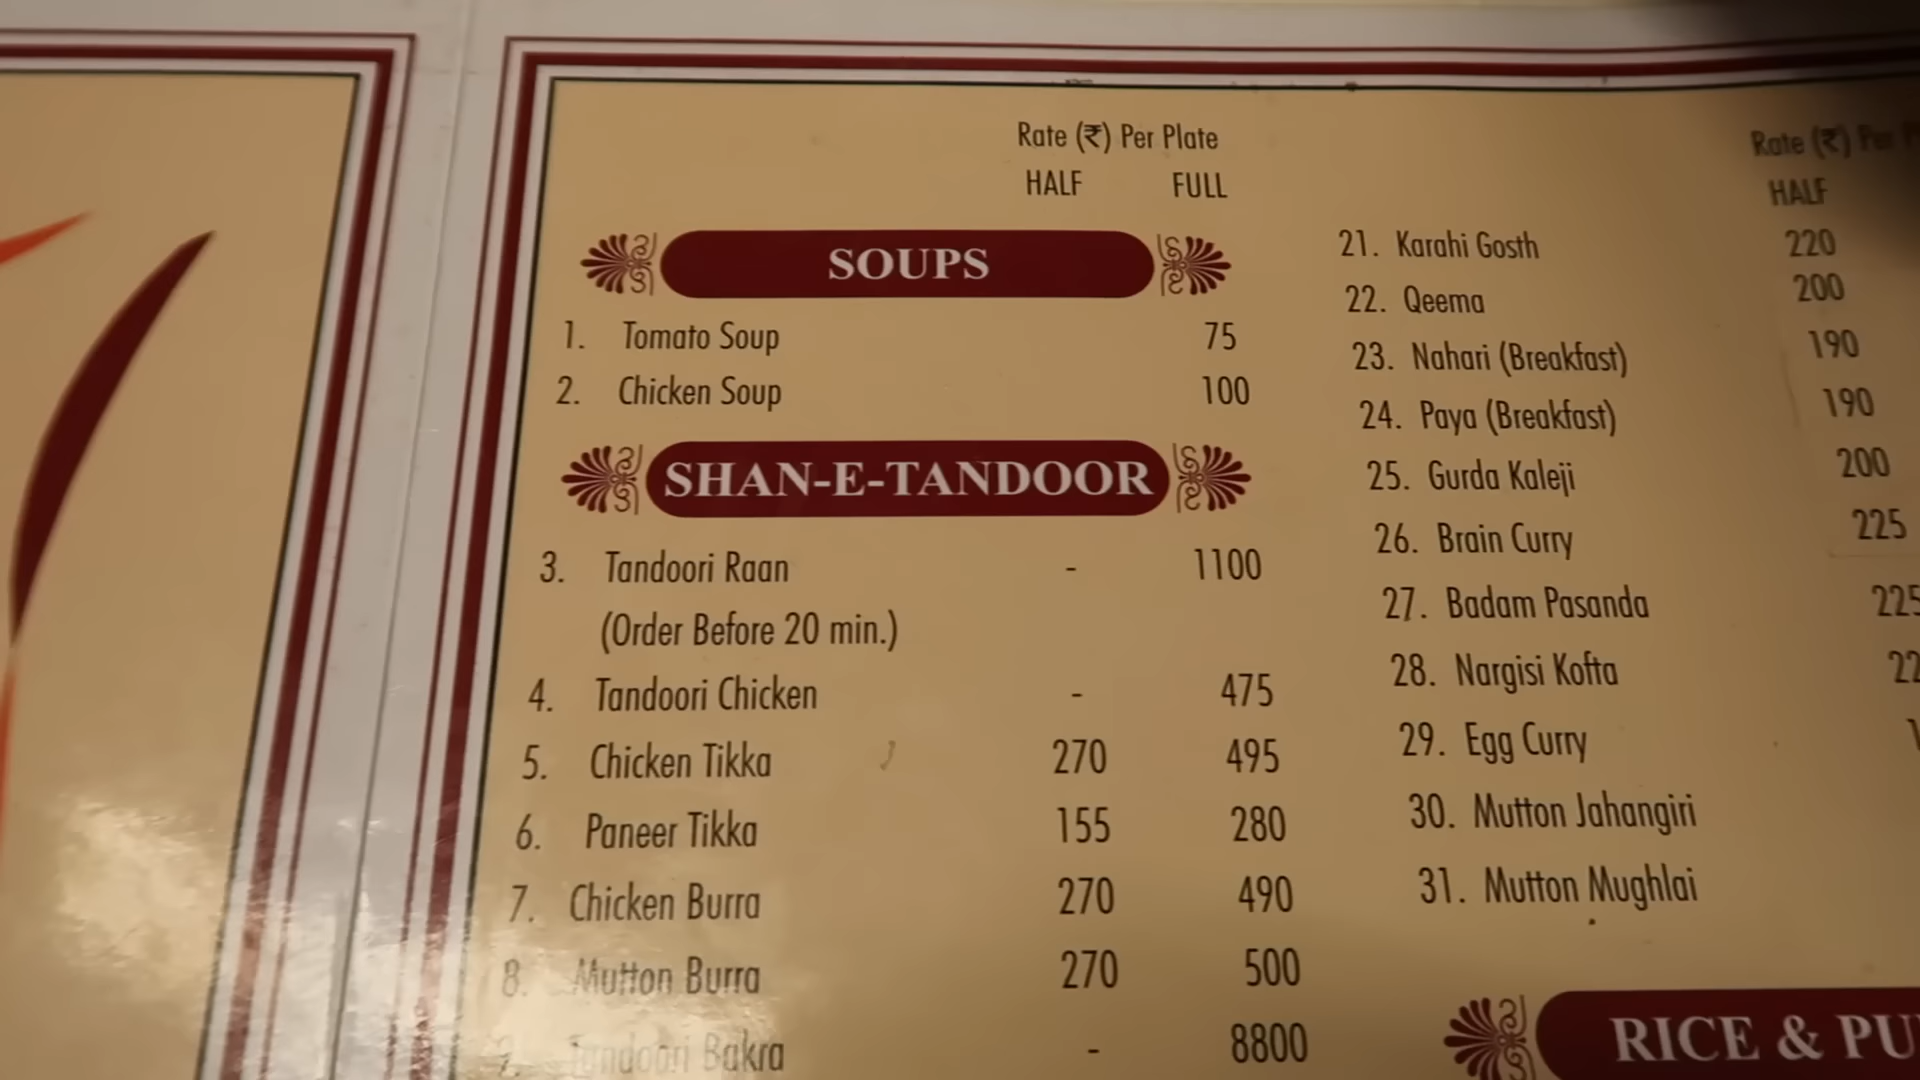 Rate (₹) Per Plate
HALF FULL
SOUPS
1. Tomato Soup 75
2. Chicken Soup 100
SHAN-E-TANDOOR
3. Tandoori Raan - 1100
(Order Before 20 min.)
4. Tandoori Chicken - 475
5. Chicken Tikka 270 495
6. Paneer Tikka 155 280
7. Chicken Burra 270 490
8. Mutton Burra 270 500
9. Tandoori Bakra - 8800
Rate (₹) Per
HALF
21. Karahi Gosth 220
22. Qeema 200
23. Nahari (Breakfast) 190
24. Paya (Breakfast) 190
25. Gurda Kaleji 200
26. Brain Curry 225
27. Badam Pasanda 225
28. Nargisi Kofta
29. Egg Curry
30. Mutton Jahangiri
31. Mutton Mughlai
RICE &